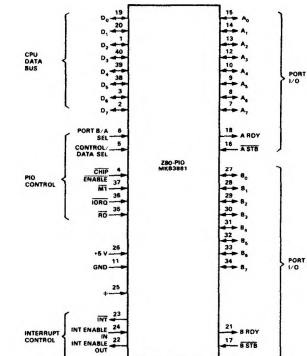 CPU DATA BUS
19 D0
20 D1
1 D2
40 D3
39 D4
38 D5
3 D6
2 D7
PIO CONTROL
PORT B/A SEL 6
CONTROL/DATA SEL 5
CHIP ENABLE 4
M1 37
IORQ 36
RD 35
+5 V 26
GND 11
25
INTERRUPT CONTROL
INT 23
INT ENABLE IN 24
INT ENABLE OUT 22
Z80-PIO
MK3881
15 A0
14 A1
13 A2
12 A3
10 A4
9 A5
8 A6
7 A7
18 A RDY
16 A STB
PORT I/O
27 B0
28 B1
29 B2
30 B3
31 B4
32 B5
33 B6
34 B7
21 B RDY
17 B STB
PORT I/O